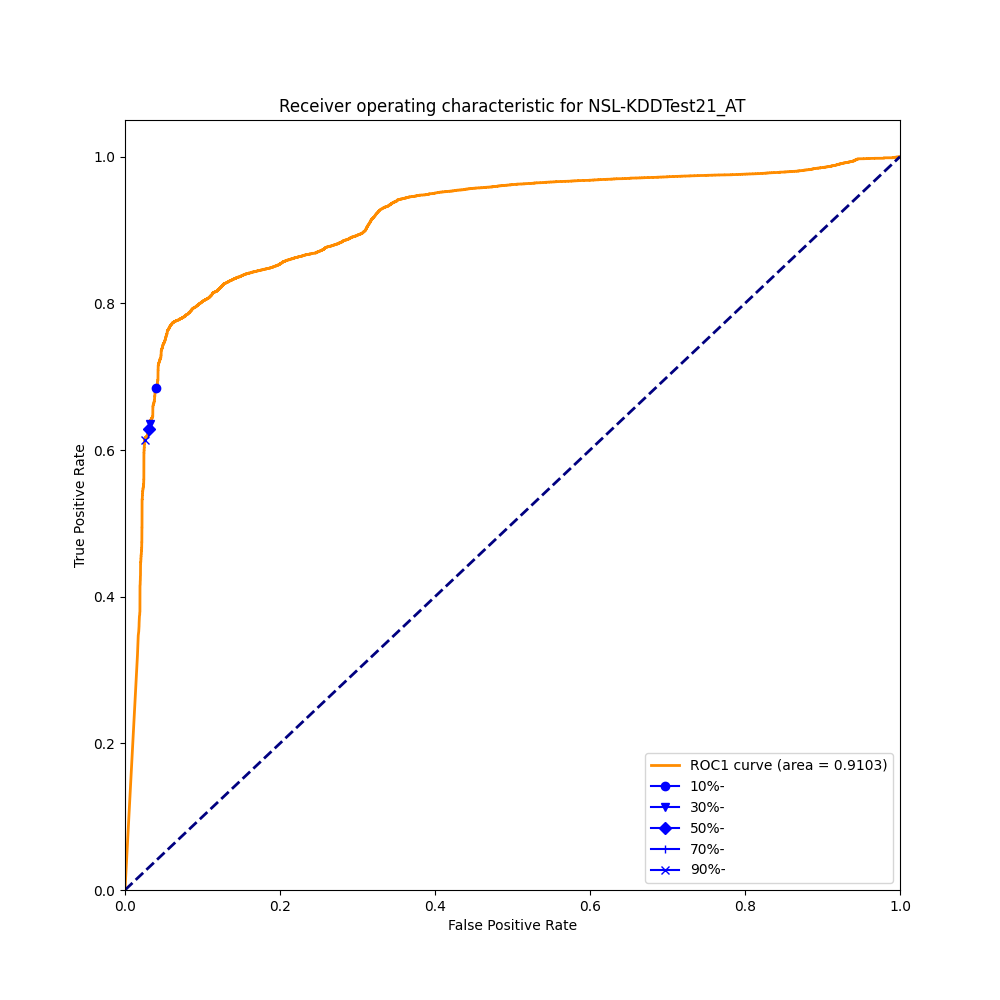 Receiver operating characteristic for NSL-KDDTest21_AT
1.0
0.8
0.6
0.4
0.2
0.0
True Positive Rate
0.0 0.2 0.4 0.6 0.8 1.0
False Positive Rate
ROC1 curve (area = 0.9103)
10%-
30%-
50%-
70%-
90%-